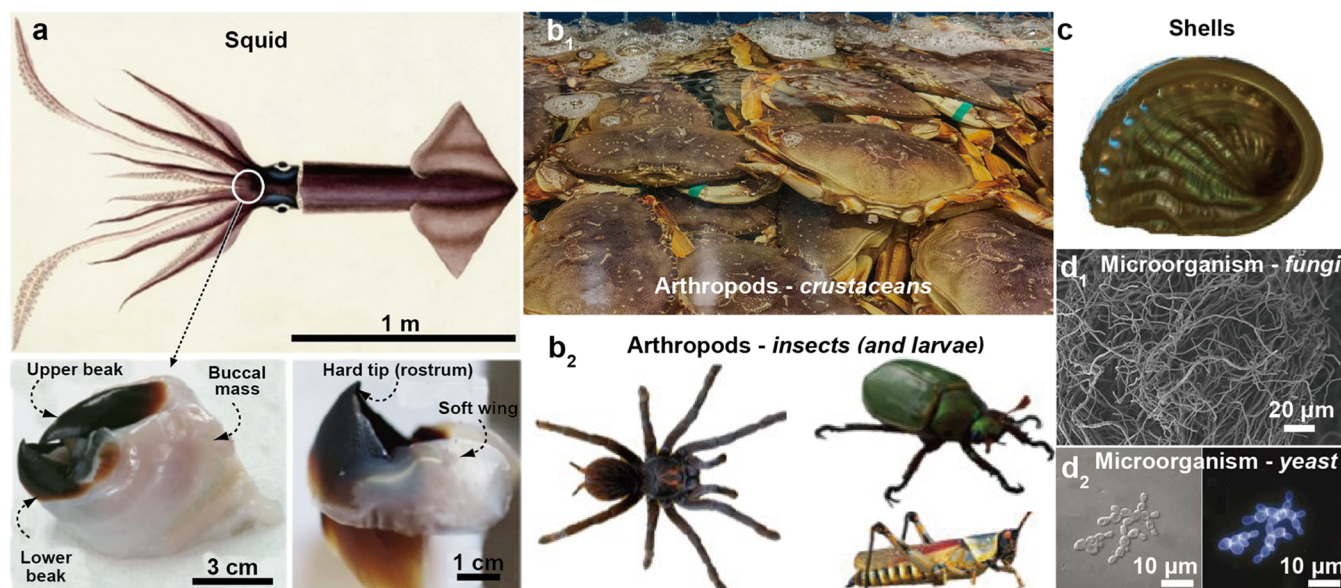 a
Squid
1 m
Upper beak
Buccal
mass
Lower
beak
3 cm
Hard tip (rostrum)
Soft wing
1 cm
b1
Arthropods - crustaceans
b2
Arthropods - insects (and larvae)
c
Shells
d1 Microorganism - fungi
20 µm
d2 Microorganism - yeast
10 µm
10 µm